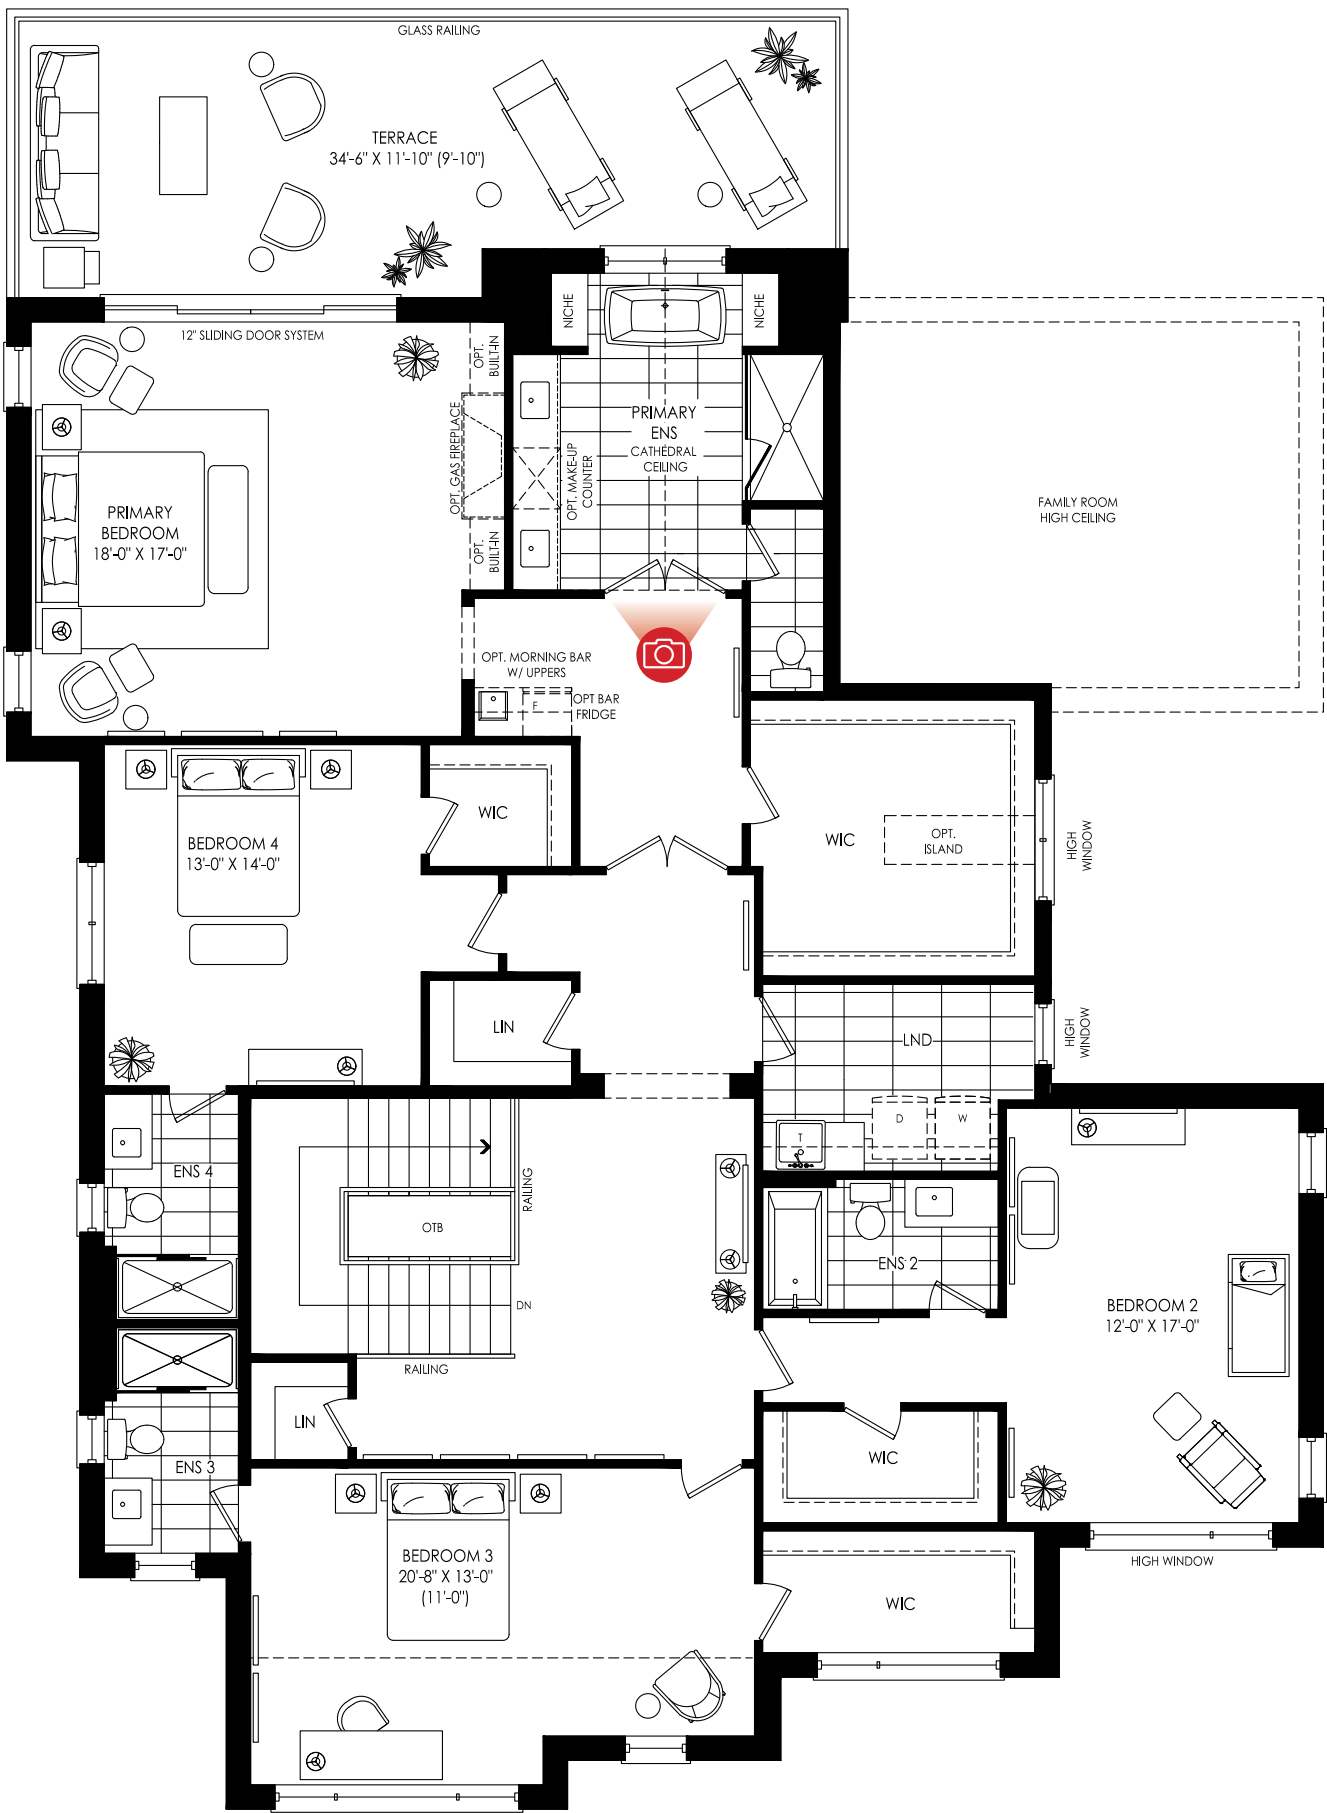 GLASS RAILING
TERRACE
34'-6" X 11'-10" (9'-10")
12" SLIDING DOOR SYSTEM
OPT.
BUILT-IN
OPT. GAS FIREPLACE
OPT.
BUILT-IN
PRIMARY
BEDROOM
18'-0" X 17'-0"
NICHE
NICHE
PRIMARY
ENS
CATHEDRAL
CEILING
OPT. MAKE-UP
COUNTER
FAMILY ROOM
HIGH CEILING
OPT. MORNING BAR
W/ UPPERS
F
OPT BAR
FRIDGE
WIC
BEDROOM 4
13'-0" X 14'-0"
WIC
OPT.
ISLAND
HIGH
WINDOW
LIN
LND
HIGH
WINDOW
D
W
T
ENS 4
RAILING
OTB
DN
RAILING
ENS 2
BEDROOM 2
12'-0" X 17'-0"
LIN
WIC
ENS 3
HIGH WINDOW
BEDROOM 3
20'-8" X 13'-0"
(11'-0")
WIC